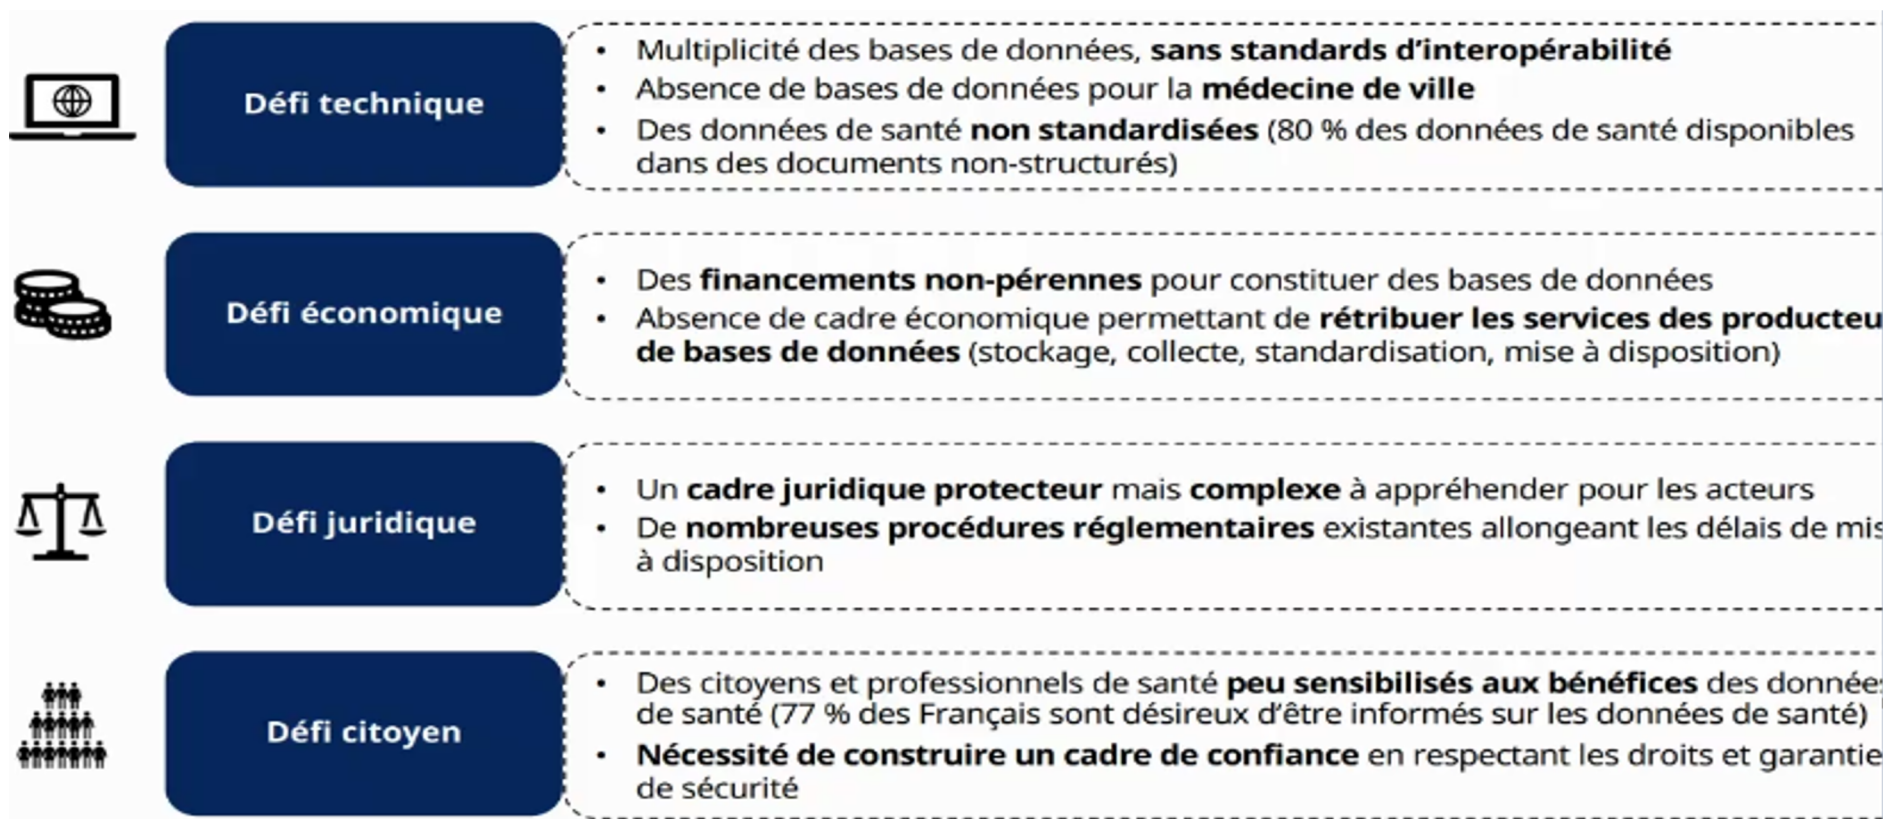 Défi technique
• Multiplicité des bases de données, sans standards d’interopérabilité
• Absence de bases de données pour la médecine de ville
• Des données de santé non standardisées (80 % des données de santé disponibles
dans des documents non-structurés)
Défi économique
• Des financements non-pérennes pour constituer des bases de données
• Absence de cadre économique permettant de rétribuer les services des producteu
de bases de données (stockage, collecte, standardisation, mise à disposition)
Défi juridique
• Un cadre juridique protecteur mais complexe à appréhender pour les acteurs
• De nombreuses procédures réglementaires existantes allongeant les délais de mis
à disposition
Défi citoyen
• Des citoyens et professionnels de santé peu sensibilisés aux bénéfices des données
de santé (77 % des Français sont désireux d’être informés sur les données de santé)
• Nécessité de construire un cadre de confiance en respectant les droits et garantie
de sécurité